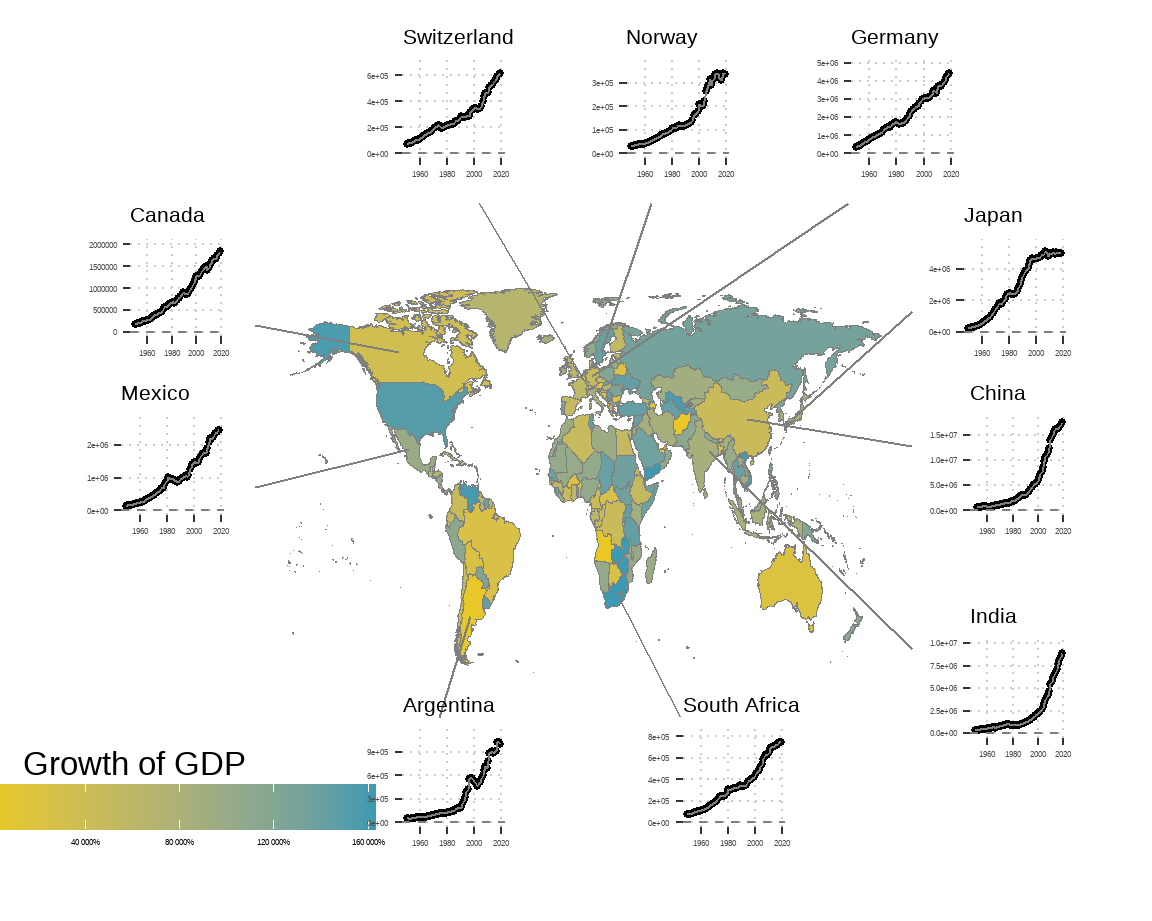 Switzerland
6e+05
4e+05
2e+05
0e+00
1960 1980 2000 2020
Norway
3e+05
2e+05
1e+05
0e+00
1960 1980 2000 2020
Germany
5e+06
4e+06
3e+06
2e+06
1e+06
0e+00
1960 1980 2000 2020
Canada
2000000
1500000
1000000
500000
0
1960 1980 2000 2020
Japan
4e+06
2e+06
0e+00
1960 1980 2000 2020
Mexico
2e+06
1e+06
0e+00
1960 1980 2000 2020
China
1.5e+07
1.0e+07
5.0e+06
0.0e+00
1960 1980 2000 2020
India
1.0e+07
7.5e+06
5.0e+06
2.5e+06
0.0e+00
1960 1980 2000 2020
Argentina
9e+05
6e+05
3e+05
0e+00
1960 1980 2000 2020
South Africa
8e+05
6e+05
4e+05
2e+05
0e+00
1960 1980 2000 2020
Growth of GDP
40 000% 80 000% 120 000% 160 000%